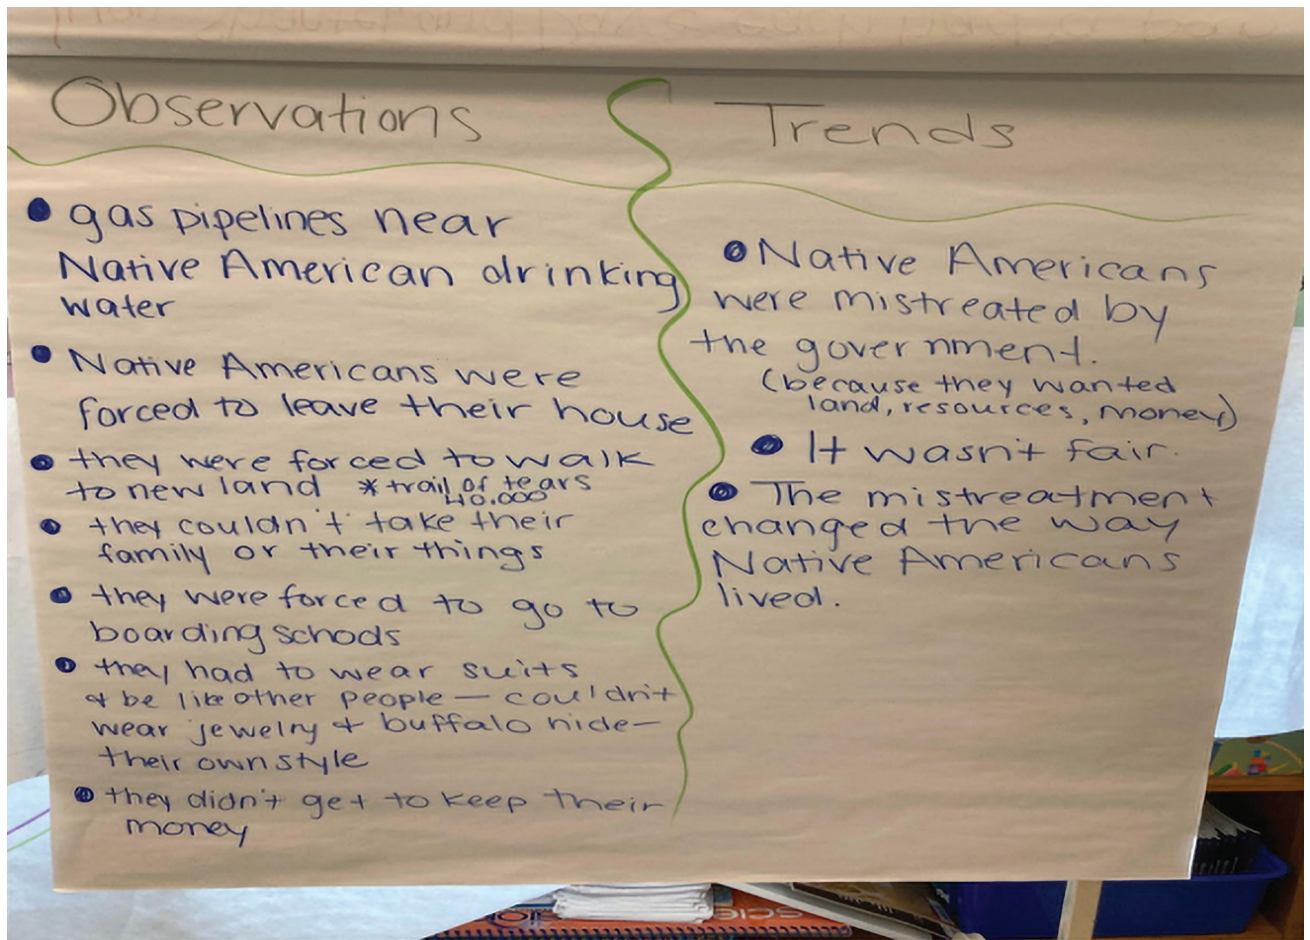 Observations
gas pipelines near
Native American drinking
water
Native Americans were
forced to leave their house
they were forced to walk
to new land *trail of tears
40,000
they couldn't take their
family or their things
they were forced to go to
boarding schools
they had to wear suits
& be like other people — couldn't
wear jewelry & buffalo hide —
their own style
they didn't get to keep their
money
Trends
Native Americans
were mistreated by
the government.
(because they wanted
land, resources, money)
It wasn't fair.
The mistreatment
changed the way
Native Americans
lived.